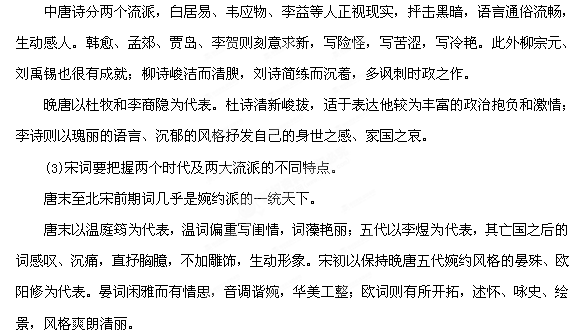 中唐诗分两个流派，白居易、韦应物、李益等人正视现实，抨击黑暗，语言通俗流畅，
生动感人。韩愈、孟郊、贾岛、李贺则刻意求新，写险怪，写苦涩，写冷艳。此外柳宗元、
刘禹锡也很有成就；柳诗峻洁而清腴，刘诗简练而沉着，多讽刺时政之作。
晚唐以杜牧和李商隐为代表。杜诗清新峻拔，适于表达他较为丰富的政治抱负和激情；
李诗则以瑰丽的语言、沉郁的风格抒发自己的身世之感、家国之哀。
(3)宋词要把握两个时代及两大流派的不同特点。
唐末至北宋前期词几乎是婉约派的一统天下。
唐末以温庭筠为代表，温词偏重写闺情，词藻艳丽；五代以李煜为代表，其亡国之后的
词感叹、沉痛，直抒胸臆，不加雕饰，生动形象。宋初以保持晚唐五代婉约风格的晏殊、欧
阳修为代表。晏词闲雅而有情思，音调谐婉，华美工整；欧词则有所开拓，述怀、咏史、绘
景，风格爽朗清丽。